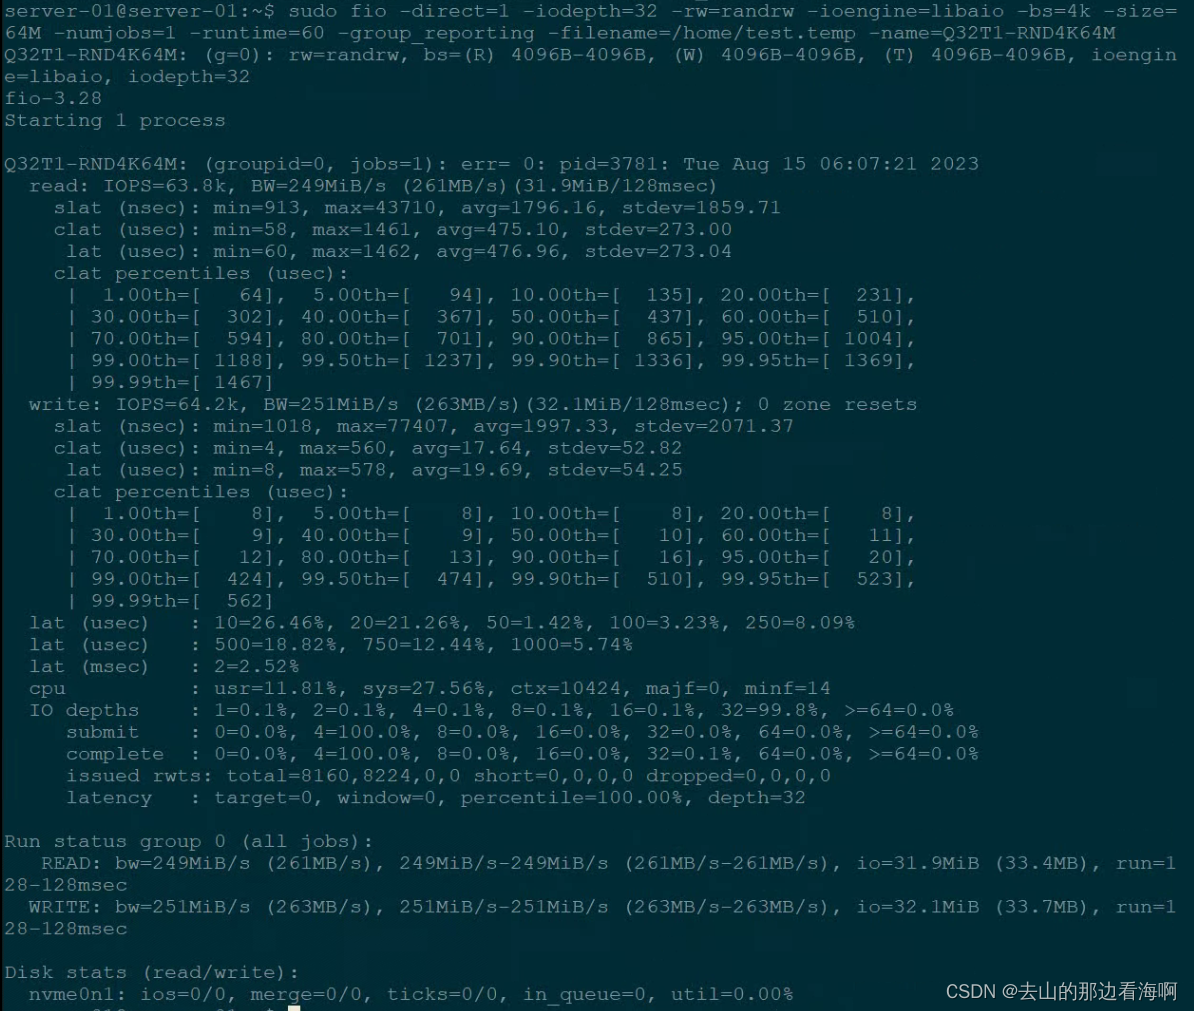 server-01@server-01:~$ sudo fio -direct=1 -iodepth=32 -rw=randrw -ioengine=libaio -bs=4k -size=
64M -numjobs=1 -runtime=60 -group_reporting -filename=/home/test.temp -name=Q32T1-RND4K64M
Q32T1-RND4K64M: (g=0): rw=randrw, bs=(R) 4096B-4096B, (W) 4096B-4096B, (T) 4096B-4096B, ioengin
e=libaio, iodepth=32
fio-3.28
Starting 1 process
Q32T1-RND4K64M: (groupid=0, jobs=1): err= 0: pid=3781: Tue Aug 15 06:07:21 2023
  read: IOPS=63.8k, BW=249MiB/s (261MB/s)(31.9MiB/128msec)
    slat (nsec): min=913, max=43710, avg=1796.16, stdev=1859.71
    clat (usec): min=58, max=1461, avg=475.10, stdev=273.00
     lat (usec): min=60, max=1462, avg=476.96, stdev=273.04
    clat percentiles (usec):
     |  1.00th=[   64],  5.00th=[   94], 10.00th=[  135], 20.00th=[  231],
     | 30.00th=[  302], 40.00th=[  367], 50.00th=[  437], 60.00th=[  510],
     | 70.00th=[  594], 80.00th=[  701], 90.00th=[  865], 95.00th=[ 1004],
     | 99.00th=[ 1188], 99.50th=[ 1237], 99.90th=[ 1336], 99.95th=[ 1369],
     | 99.99th=[ 1467]
  write: IOPS=64.2k, BW=251MiB/s (263MB/s)(32.1MiB/128msec); 0 zone resets
    slat (nsec): min=1018, max=77407, avg=1997.33, stdev=2071.37
    clat (usec): min=4, max=560, avg=17.64, stdev=52.82
     lat (usec): min=8, max=578, avg=19.69, stdev=54.25
    clat percentiles (usec):
     |  1.00th=[    8],  5.00th=[    8], 10.00th=[    8], 20.00th=[    8],
     | 30.00th=[    9], 40.00th=[    9], 50.00th=[   10], 60.00th=[   11],
     | 70.00th=[   12], 80.00th=[   13], 90.00th=[   16], 95.00th=[   20],
     | 99.00th=[  424], 99.50th=[  474], 99.90th=[  510], 99.95th=[  523],
     | 99.99th=[  562]
  lat (usec)   : 10=26.46%, 20=21.26%, 50=1.42%, 100=3.23%, 250=8.09%
  lat (usec)   : 500=18.82%, 750=12.44%, 1000=5.74%
  lat (msec)   : 2=2.52%
  cpu          : usr=11.81%, sys=27.56%, ctx=10424, majf=0, minf=14
  IO depths    : 1=0.1%, 2=0.1%, 4=0.1%, 8=0.1%, 16=0.1%, 32=99.8%, >=64=0.0%
     submit    : 0=0.0%, 4=100.0%, 8=0.0%, 16=0.0%, 32=0.0%, 64=0.0%, >=64=0.0%
     complete  : 0=0.0%, 4=100.0%, 8=0.0%, 16=0.0%, 32=0.1%, 64=0.0%, >=64=0.0%
     issued rwts: total=8160,8224,0,0 short=0,0,0,0 dropped=0,0,0,0
     latency   : target=0, window=0, percentile=100.00%, depth=32
Run status group 0 (all jobs):
   READ: bw=249MiB/s (261MB/s), 249MiB/s-249MiB/s (261MB/s-261MB/s), io=31.9MiB (33.4MB), run=1
28-128msec
  WRITE: bw=251MiB/s (263MB/s), 251MiB/s-251MiB/s (263MB/s-263MB/s), io=32.1MiB (33.7MB), run=1
28-128msec
Disk stats (read/write):
  nvme0n1: ios=0/0, merge=0/0, ticks=0/0, in_queue=0, util=0.00%
CSDN @去山的那边看海啊